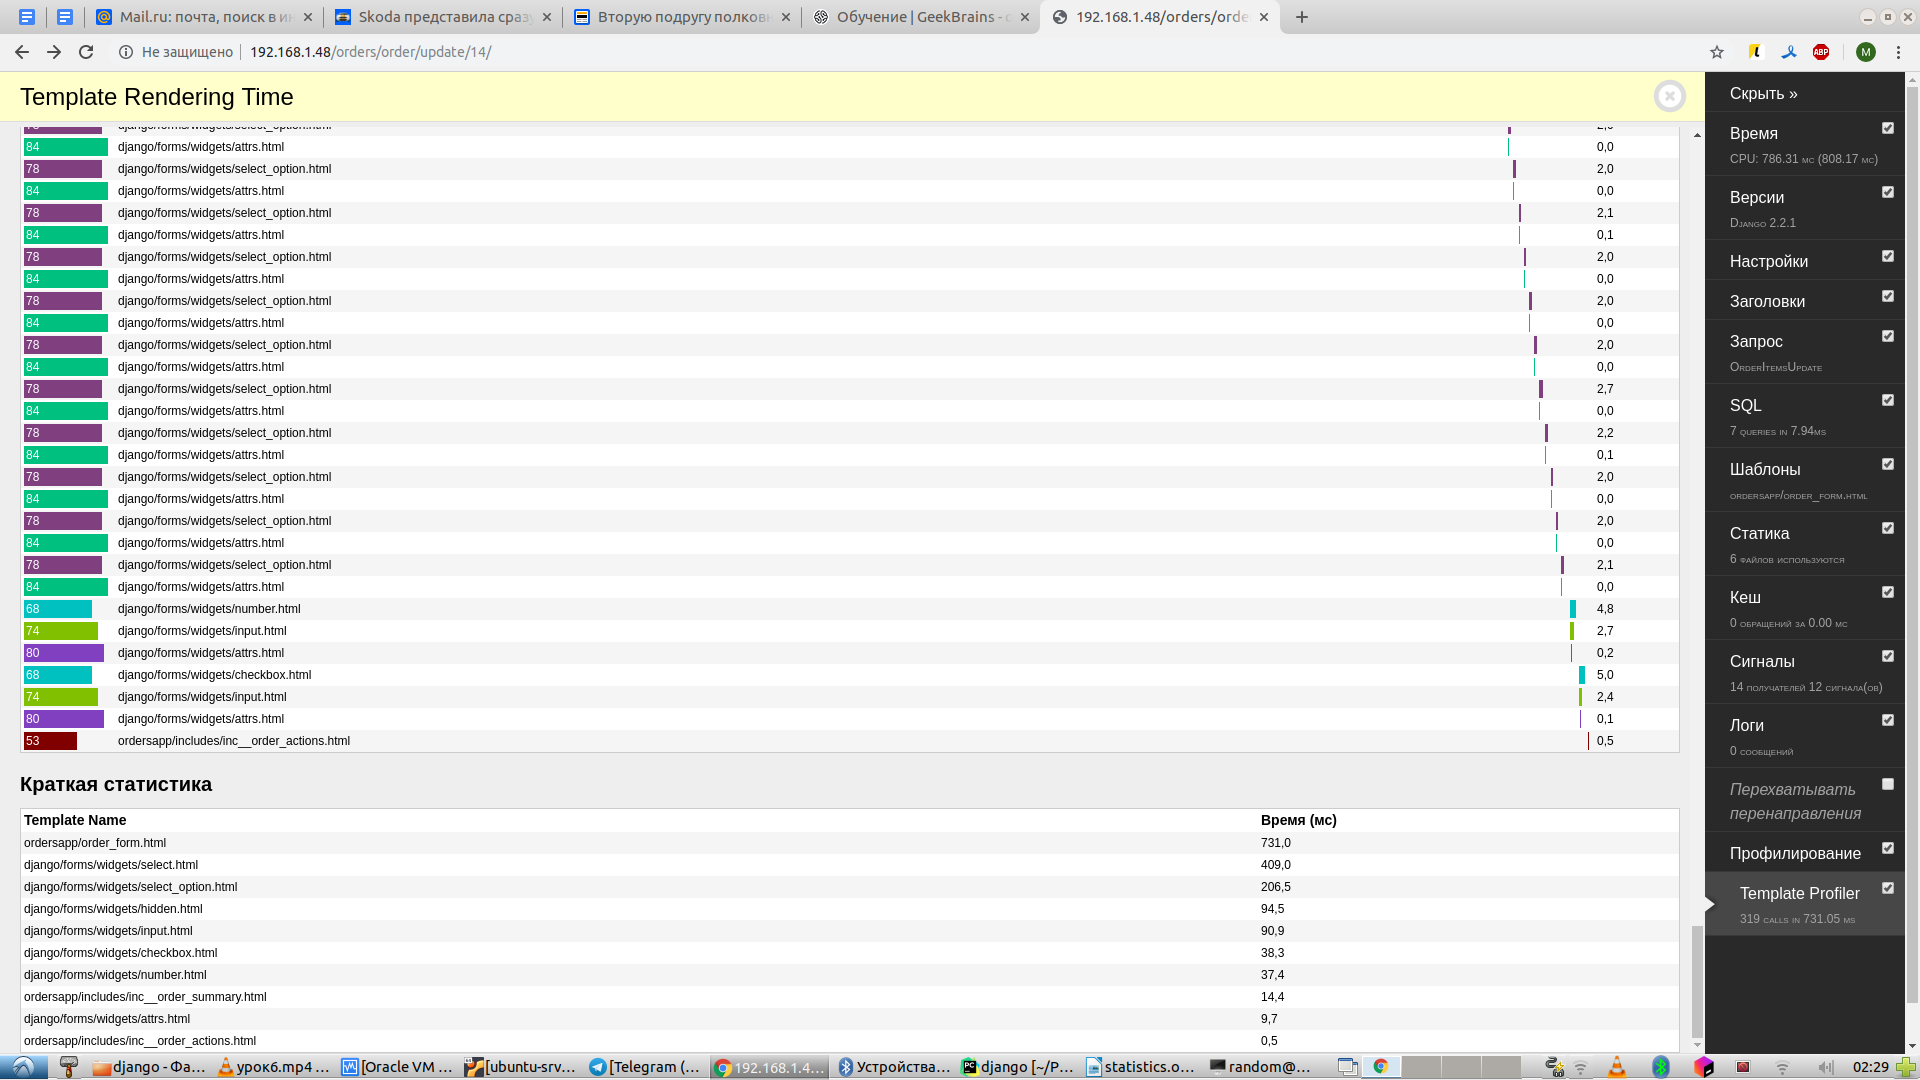 Mail.ru: почта, поиск в ин
Skoda представила сразу
Вторую подругу полковн
Обучение | GeekBrains - о
192.168.1.48/orders/orde
Не защищено
192.168.1.48/orders/order/update/14/
ABP
M
Template Rendering Time
django/forms/widgets/select_option.html
84 django/forms/widgets/attrs.html 0,0
78 django/forms/widgets/select_option.html 2,0
84 django/forms/widgets/attrs.html 0,0
78 django/forms/widgets/select_option.html 2,1
84 django/forms/widgets/attrs.html 0,1
78 django/forms/widgets/select_option.html 2,0
84 django/forms/widgets/attrs.html 0,0
78 django/forms/widgets/select_option.html 2,0
84 django/forms/widgets/attrs.html 0,0
78 django/forms/widgets/select_option.html 2,0
84 django/forms/widgets/attrs.html 0,0
78 django/forms/widgets/select_option.html 2,7
84 django/forms/widgets/attrs.html 0,0
78 django/forms/widgets/select_option.html 2,2
84 django/forms/widgets/attrs.html 0,1
78 django/forms/widgets/select_option.html 2,0
84 django/forms/widgets/attrs.html 0,0
78 django/forms/widgets/select_option.html 2,0
84 django/forms/widgets/attrs.html 0,0
78 django/forms/widgets/select_option.html 2,1
84 django/forms/widgets/attrs.html 0,0
68 django/forms/widgets/number.html 4,8
74 django/forms/widgets/input.html 2,7
80 django/forms/widgets/attrs.html 0,2
68 django/forms/widgets/checkbox.html 5,0
74 django/forms/widgets/input.html 2,4
80 django/forms/widgets/attrs.html 0,1
53 ordersapp/includes/inc__order_actions.html 0,5
Краткая статистика
Template Name Время (мс)
ordersapp/order_form.html 731,0
django/forms/widgets/select.html 409,0
django/forms/widgets/select_option.html 206,5
django/forms/widgets/hidden.html 94,5
django/forms/widgets/input.html 90,9
django/forms/widgets/checkbox.html 38,3
django/forms/widgets/number.html 37,4
ordersapp/includes/inc__order_summary.html 14,4
django/forms/widgets/attrs.html 9,7
ordersapp/includes/inc__order_actions.html 0,5
Скрыть »
Время
CPU: 786.31 мс (808.17 мс)
Версии
Django 2.2.1
Настройки
Заголовки
Запрос
OrderItemsUpdate
SQL
7 queries in 7.94ms
Шаблоны
ordersapp/order_form.html
Статика
6 файлов используются
Кеш
0 обращений за 0.00 мс
Сигналы
14 получателей 12 сигнала(ов)
Логи
0 сообщений
Перехватывать
перенаправления
Профилирование
Template Profiler
319 calls in 731.05 ms
django - Фа...
урок6.mp4 ...
[Oracle VM ...
[ubuntu-srv...
[Telegram (...
192.168.1.4...
Устройства...
django [~/P...
statistics.o...
random@...
02:29